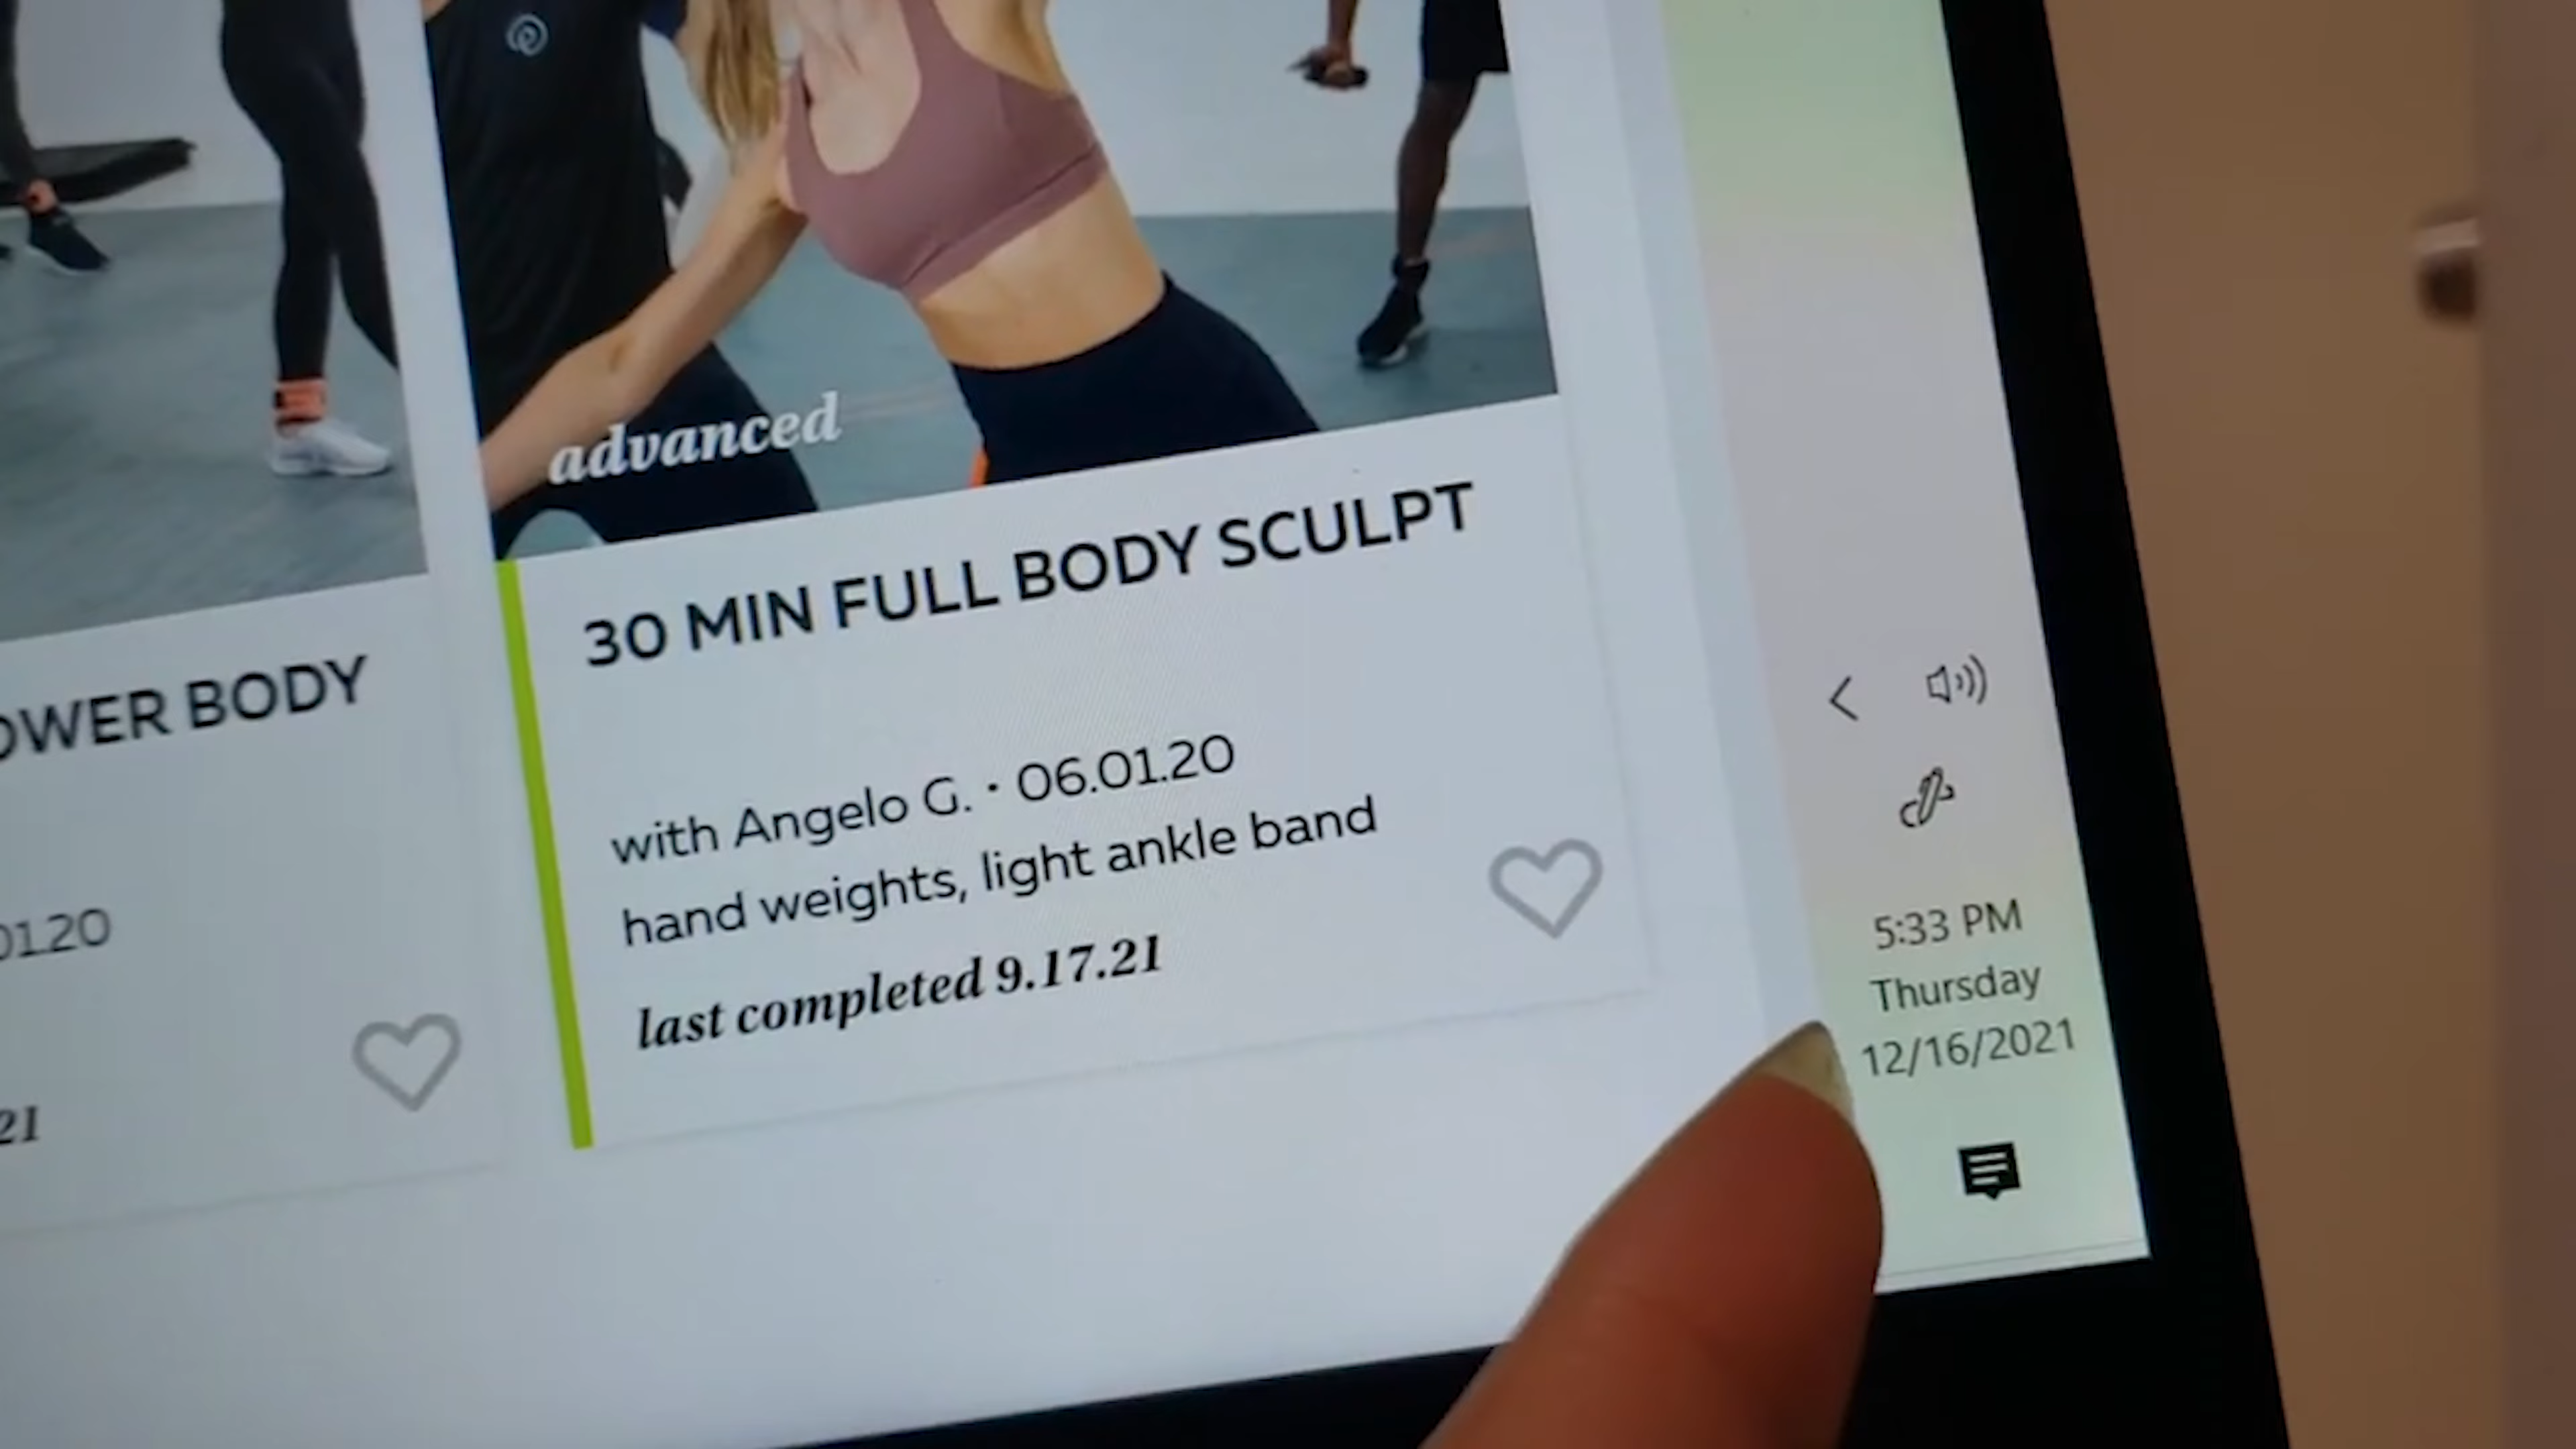 advanced
30 MIN FULL BODY SCULPT
with Angelo G. • 06.01.20
hand weights, light ankle band
last completed 9.17.21
OWER BODY
01.20
21
5:33 PM
Thursday
12/16/2021